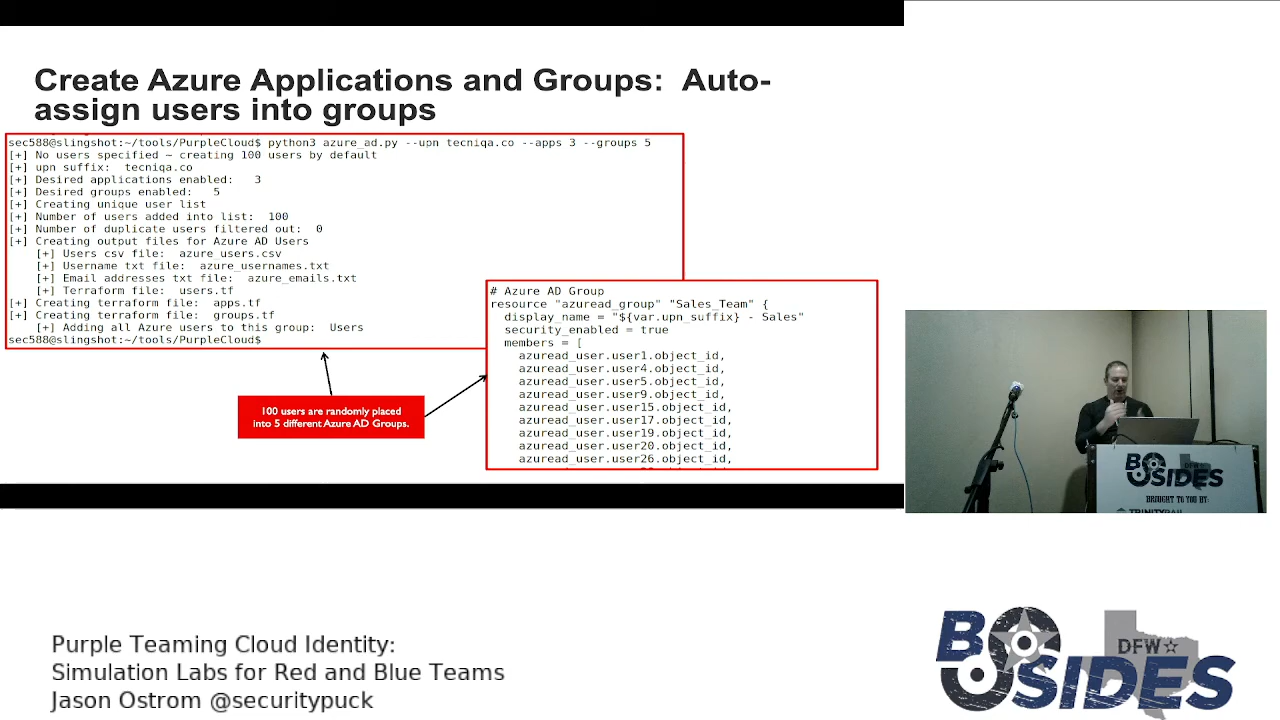 Create Azure Applications and Groups: Auto-
assign users into groups
sec588@slingshot:~/tools/PurpleCloud$ python3 azure_ad.py --upn tecniqa.co --apps 3 --groups 5
[+] No users specified – creating 100 users by default
[+] upn suffix: tecniqa.co
[+] Desired applications enabled: 3
[+] Desired groups enabled: 5
[+] Creating unique user list
[+] Number of users added into list: 100
[+] Number of duplicate users filtered out: 0
[+] Creating output files for Azure AD Users
[+] Users csv file: azure_users.csv
[+] Username txt file: azure_usernames.txt
[+] Email addresses txt file: azure_emails.txt
[+] Terraform file: users.tf
[+] Creating terraform file: apps.tf
[+] Creating terraform file: groups.tf
[+] Adding all Azure users to this group: Users
sec588@slingshot:~/tools/PurpleCloud$
# Azure AD Group
resource "azuread_group" "Sales_Team" {
display_name = "${var.upn_suffix} - Sales"
security_enabled = true
members = [
azuread_user.user1.object_id,
azuread_user.user4.object_id,
azuread_user.user5.object_id,
azuread_user.user9.object_id,
azuread_user.user15.object_id,
azuread_user.user17.object_id,
azuread_user.user19.object_id,
azuread_user.user20.object_id,
azuread_user.user26.object_id,
100 users are randomly placed
into 5 different Azure AD Groups.
BSIDES
DFW
BROUGHT TO YOU BY:
Purple Teaming Cloud Identity:
Simulation Labs for Red and Blue Teams
Jason Ostrom @securitypuck
BSIDES
DFW